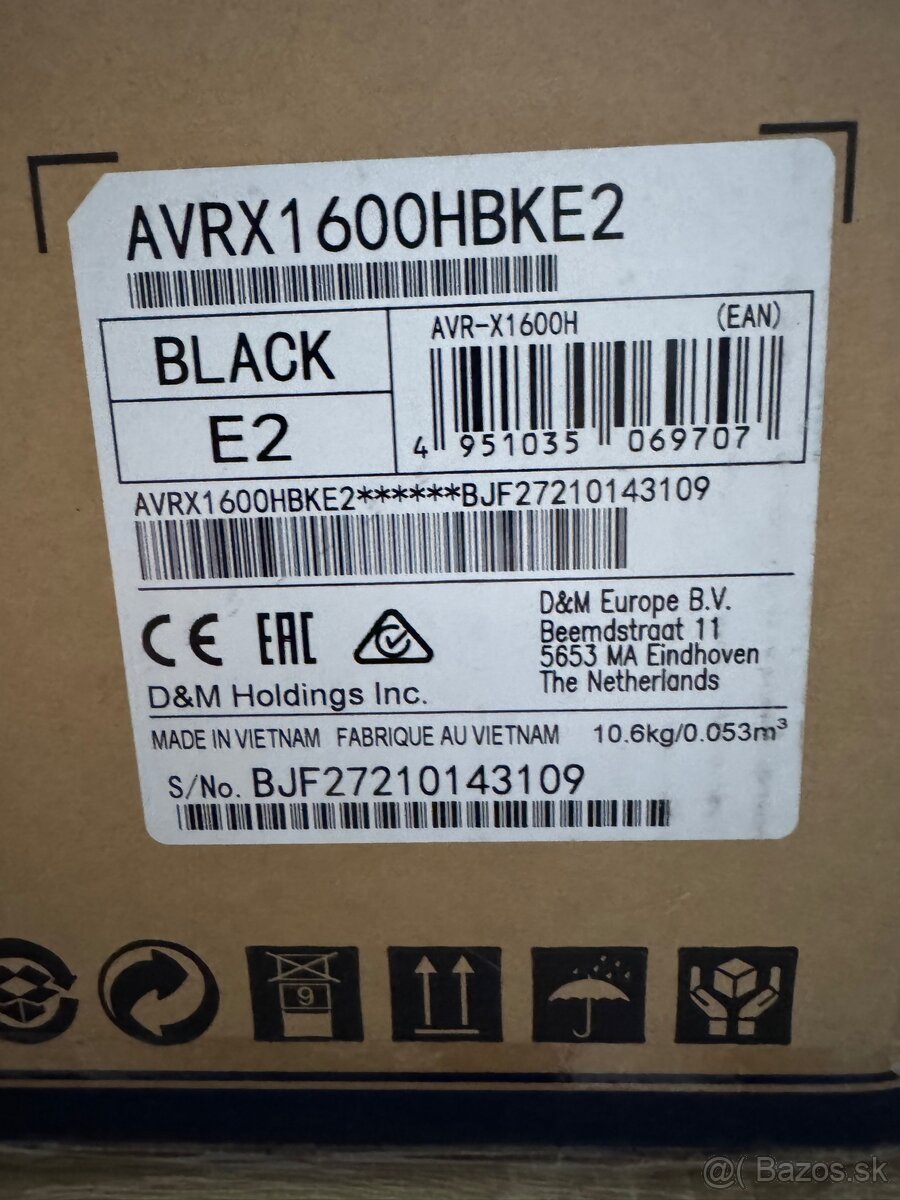 AVRX1600HBKE2
BLACK
E2
AVR-X1600H (EAN)
4 951035 069707
AVRX1600HBKE2******BJF27210143109
CE EAC
D&M Holdings Inc.
D&M Europe B.V.
Beemdstraat 11
5653 MA Eindhoven
The Netherlands
MADE IN VIETNAM FABRIQUE AU VIETNAM 10.6kg/0.053m³
S/No. BJF27210143109
9
@( Bazos.sk